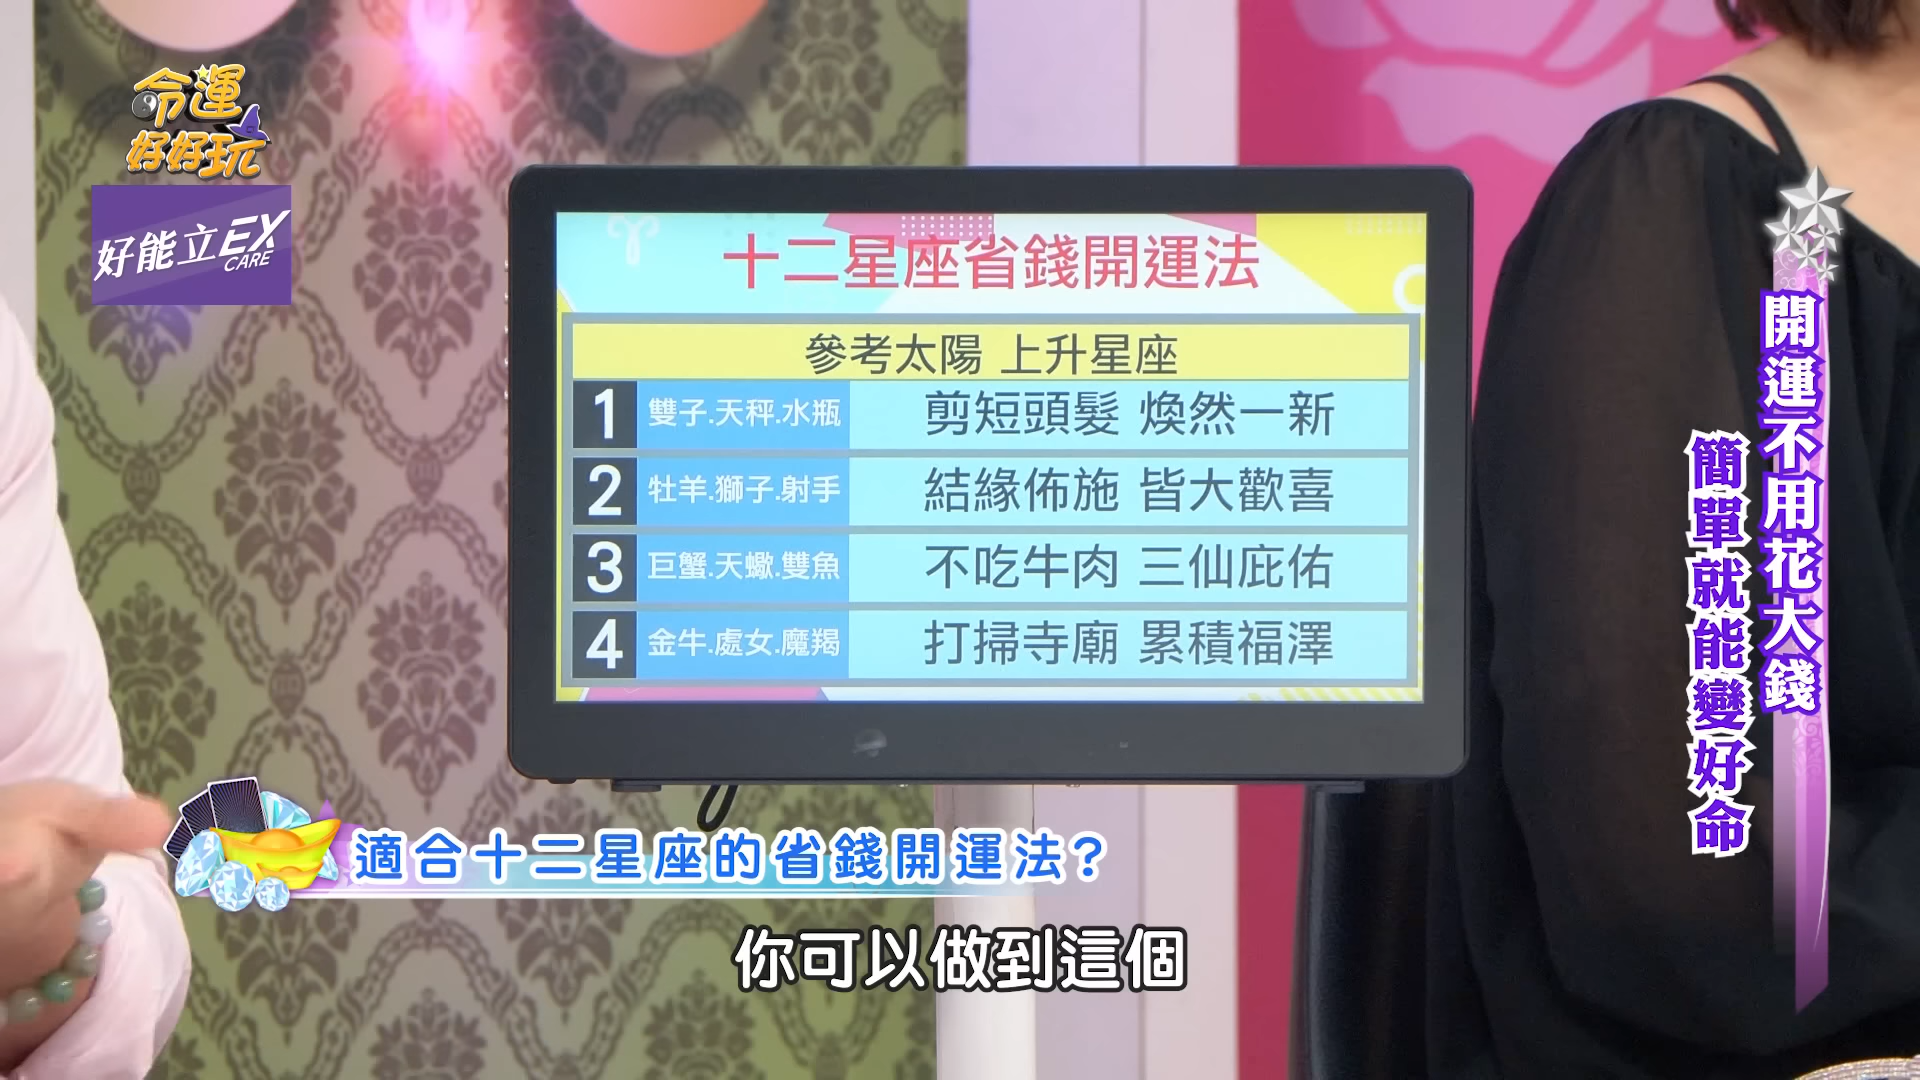 命運
好好玩
好能立EX
CARE
十二星座省錢開運法
參考太陽 上升星座
1 雙子.天秤.水瓶 剪短頭髮 煥然一新
2 牡羊.獅子.射手 結緣佈施 皆大歡喜
3 巨蟹.天蠍.雙魚 不吃牛肉 三仙庇佑
4 金牛.處女.魔羯 打掃寺廟 累積福澤
開運不用花大錢
簡單就能變好命
適合十二星座的省錢開運法?
你可以做到這個